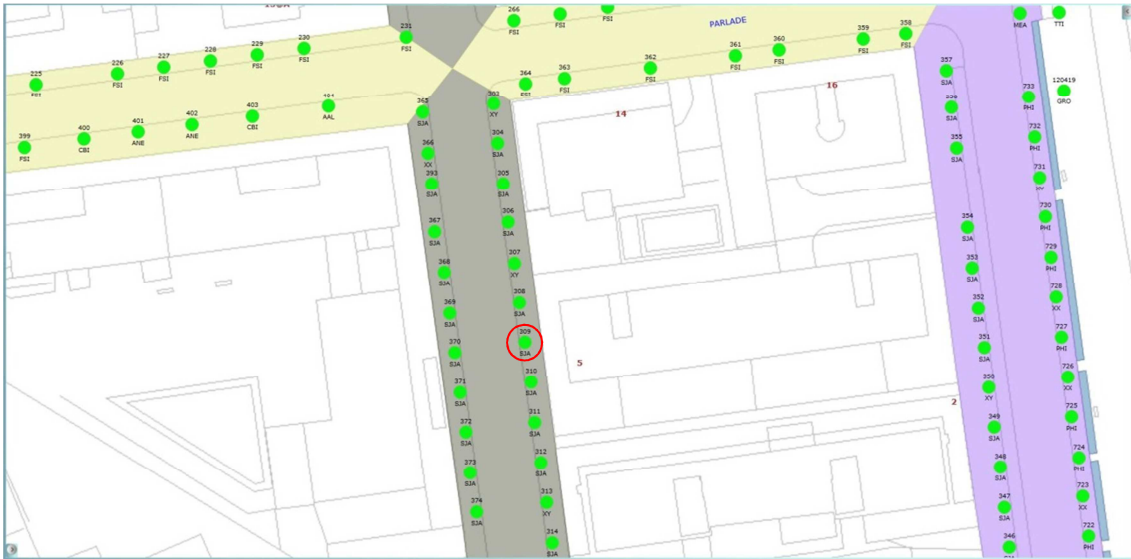 266
FSI
FSI
FSI
PARLADE
MEA
TTI
231
FSI
230
FSI
229
FSI
228
FSI
227
FSI
226
FSI
225
359
FSI
358
FSI
360
FSI
361
FSI
362
FSI
363
FSI
364
FSI
399
FSI
400
CBI
401
ANE
402
ANE
403
CBI
AAL
365
SJA
303
XY
304
SJA
14
16
357
SJA
SJA
355
SJA
733
PHI
120419
GRO
732
PHI
731
366
XX
393
SJA
305
SJA
306
SJA
367
SJA
307
XY
368
SJA
308
SJA
369
SJA
309
SJA
370
SJA
310
SJA
371
SJA
311
SJA
372
SJA
312
SJA
373
SJA
313
XY
374
SJA
314
SJA
5
2
354
SJA
730
PHI
353
SJA
729
PHI
352
SJA
728
XX
351
SJA
727
PHI
350
XY
726
XX
349
SJA
725
PHI
348
SJA
724
PHI
347
SJA
723
XX
346
722
PHI